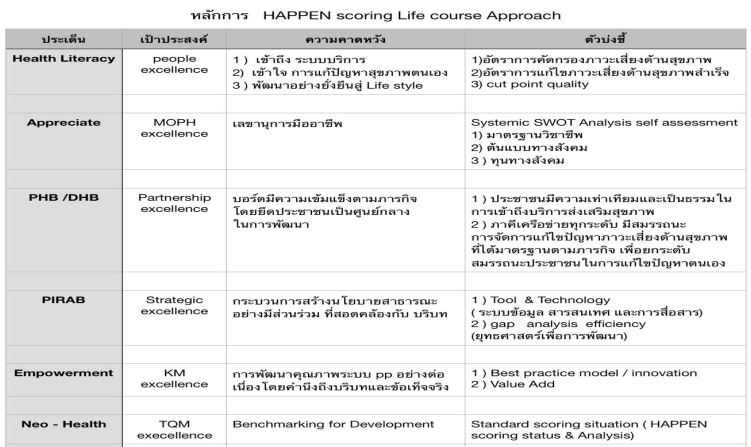 หลักการ HAPPEN scoring Life course Approach
ประเด็น เป้าประสงค์ ความคาดหวัง ตัวบ่งชี้
Health Literacy people excellence 1 ) เข้าถึง ระบบบริการ 1)อัตราการคัดกรองภาวะเสี่ยงด้านสุขภาพ
2) เข้าใจ การแก้ปัญหาสุขภาพตนเอง 2)อัตราการแก้ไขภาวะเสี่ยงด้านสุขภาพสำเร็จ
3 ) พัฒนาอย่างยั่งยืนสู่ Life style 3) cut point quality
Appreciate MOPH excellence เลขานุการมืออาชีพ Systemic SWOT Analysis self assessment
1) มาตรฐานวิชาชีพ
2) ต้นแบบทางสังคม
3 ) ทุนทางสังคม
PHB /DHB Partnership excellence บอร์ดมีความเข้มแข็งตามภารกิจ 1 ) ประชาชนมีความเท่าเทียมและเป็นธรรมใน
โดยยึดประชาชนเป็นศูนย์กลาง การเข้าถึงบริการส่งเสริมสุขภาพ
ในการพัฒนา 2 ) ภาคีเครือข่ายทุกระดับ มีสมรรถนะ
การจัดการแก้ไขปัญหาภาวะเสี่ยงด้านสุขภาพ
ที่ได้มาตรฐานตามภารกิจ เพื่อยกระดับ
สมรรถนะประชาชนในการแก้ไขปัญหาตนเอง
PIRAB Strategic excellence กระบวนการสร้างนโยบายสาธารณะ 1 ) Tool & Technology
อย่างมีส่วนร่วม ที่สอดคล้องกับ บริบท ( ระบบข้อมูล สารสนเทศ และการสื่อสาร)
2 ) gap analysis efficiency
(ยุทธศาสตร์เพื่อการพัฒนา)
Empowerment KM excellence การพัฒนาคุณภาพระบบ pp อย่างต่อ 1 ) Best practice model / innovation
เนื่องโดยคำนึงถึงบริบทและข้อเท็จจริง 2 ) Value Add
Neo - Health TQM execellence Benchmarking for Development Standard scoring situation ( HAPPEN
scoring status & Analysis)